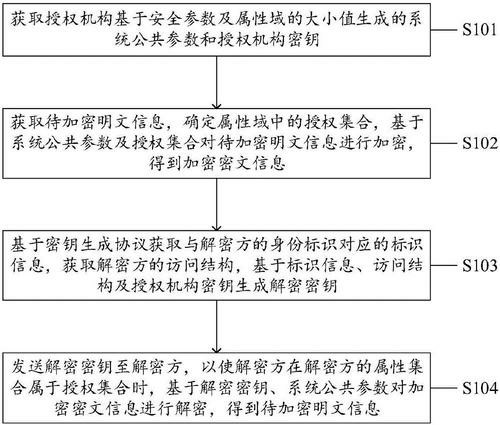 获取授权机构基于安全参数及属性域的大小值生成的系
统公共参数和授权机构密钥
S101
获取待加密明文信息，确定属性域中的授权集合，基于
系统公共参数及授权集合对待加密明文信息进行加密，
得到加密密文信息
S102
基于密钥生成协议获取与解密方的身份标识对应的标识
信息，获取解密方的访问结构，基于标识信息、访问结
构及授权机构密钥生成解密密钥
S103
发送解密密钥至解密方，以使解密方在解密方的属性集
合属于授权集合时，基于解密密钥、系统公共参数对加
密密文信息进行解密，得到待加密明文信息
S104